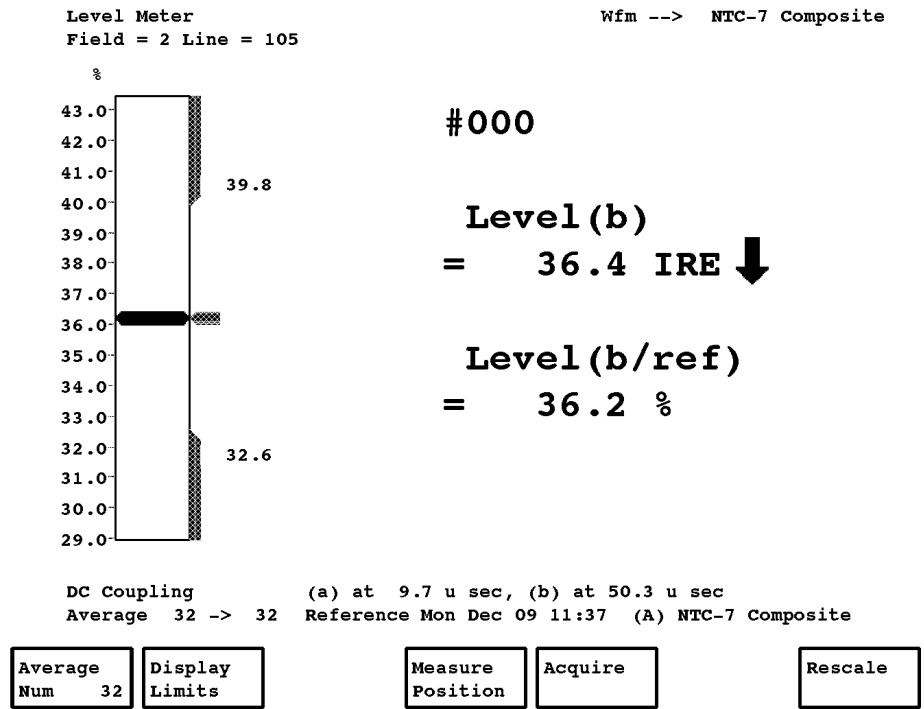 Level Meter
Wfm --> NTC-7 Composite
Field = 2 Line = 105
%
43.0
42.0
41.0
40.0
39.0
38.0
37.0
36.0
35.0
34.0
33.0
32.0
31.0
30.0
29.0
39.8
32.6
#000
Level(b)
= 36.4 IRE
Level(b/ref)
= 36.2 %
DC Coupling (a) at 9.7 u sec, (b) at 50.3 u sec
Average 32 -> 32 Reference Mon Dec 09 11:37 (A) NTC-7 Composite
Average
Num 32
Display
Limits
Measure
Position
Acquire
Rescale